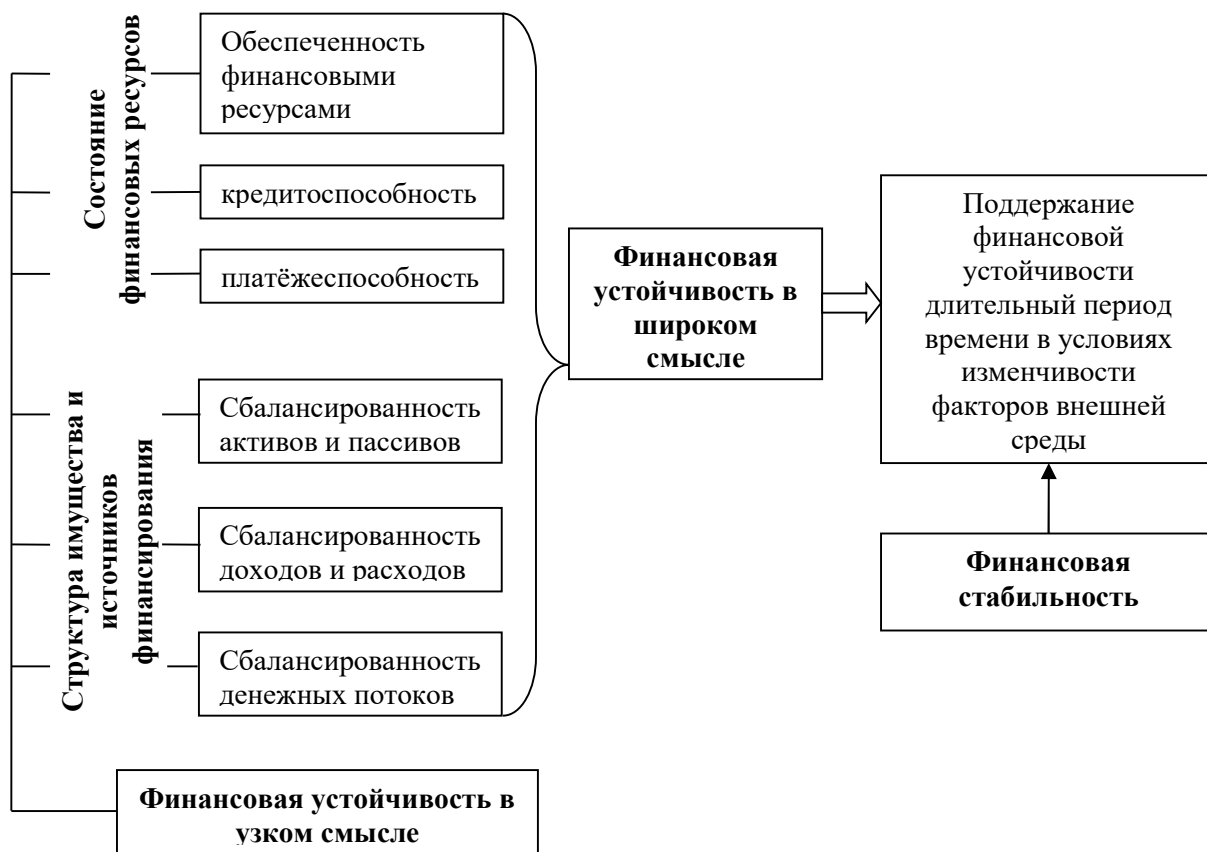 Состояние
финансовых ресурсов
Обеспеченность
финансовыми
ресурсами
кредитоспособность
платёжеспособность
Структура имущества и
источников
финансирования
Сбалансированность
активов и пассивов
Сбалансированность
доходов и расходов
Сбалансированность
денежных потоков
Финансовая устойчивость в
узком смысле
Финансовая
устойчивость в
широком
смысле
Поддержание
финансовой
устойчивости
длительный период
времени в условиях
изменчивости
факторов внешней
среды
Финансовая
стабильность